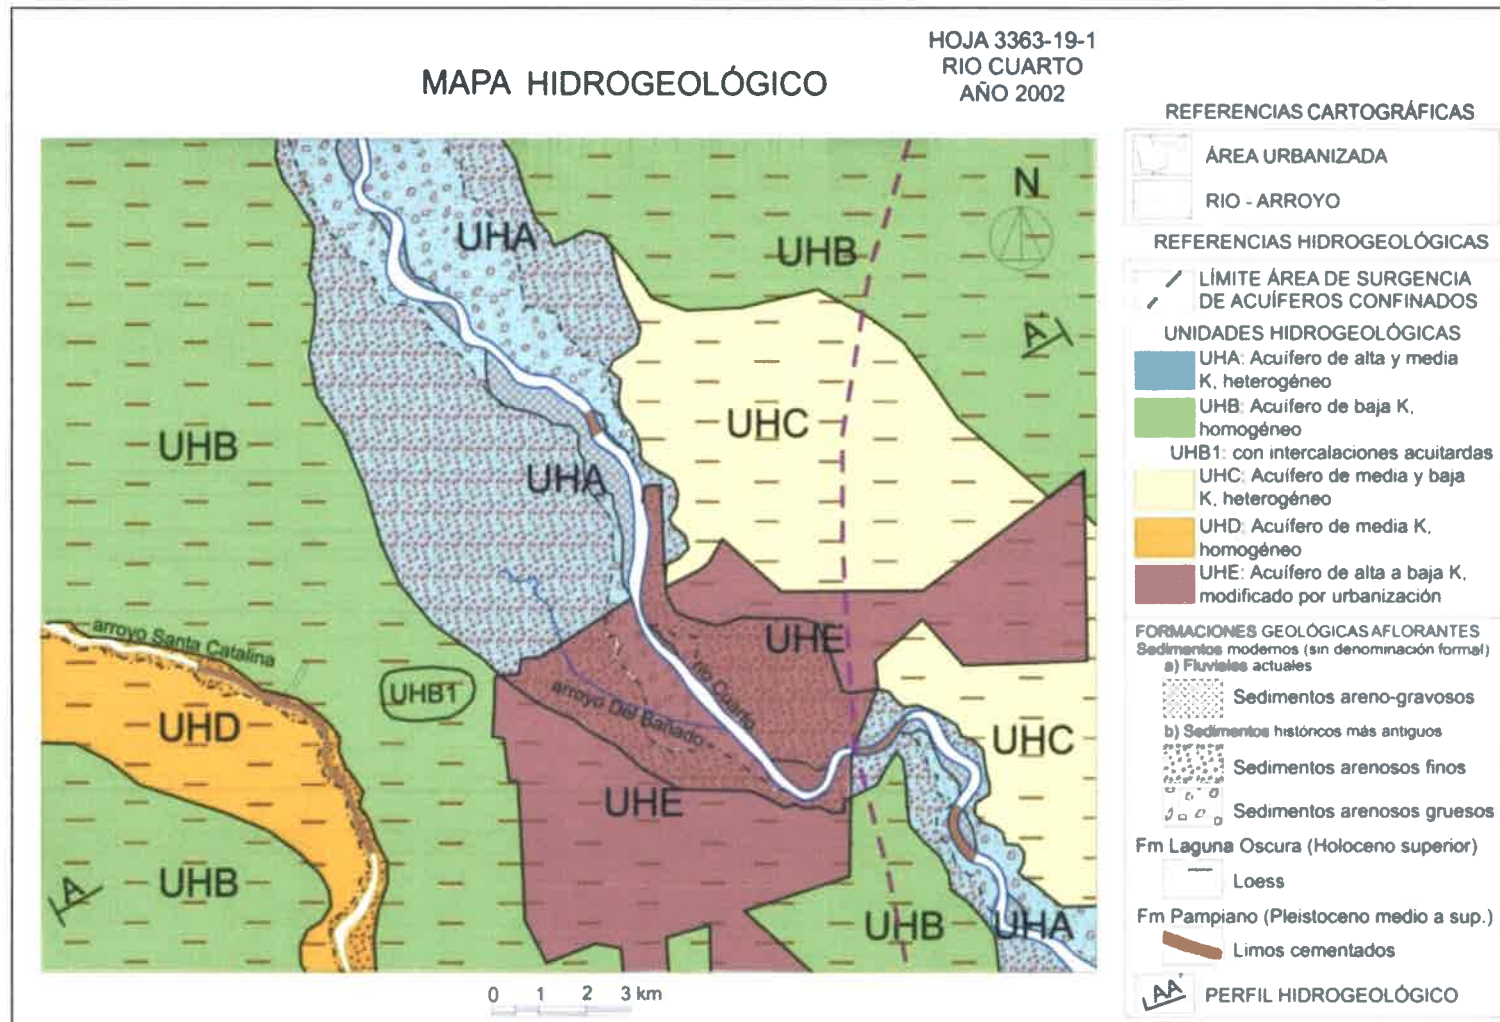 HOJA 3363-19-1
RIO CUARTO
AÑO 2002
MAPA HIDROGEOLÓGICO
N
UHA
UHB
A'
UHC
UHB
UHA
UHE
arroyo Santa Catalina
UHB1
UHD
río Cuarto
arroyo Del Bañado
UHC
UHE
A
UHB
UHB
UHA
0 1 2 3 km
REFERENCIAS CARTOGRÁFICAS
ÁREA URBANIZADA
RIO - ARROYO
REFERENCIAS HIDROGEOLÓGICAS
LÍMITE ÁREA DE SURGENCIA
DE ACUÍFEROS CONFINADOS
UNIDADES HIDROGEOLÓGICAS
UHA: Acuífero de alta y media
K, heterogéneo
UHB: Acuífero de baja K,
homogéneo
UHB1: con intercalaciones acuitardas
UHC: Acuífero de media y baja
K, heterogéneo
UHD: Acuífero de media K,
homogéneo
UHE: Acuífero de alta a baja K,
modificado por urbanización
FORMACIONES GEOLÓGICAS AFLORANTES
Sedimentos modernos (sin denominación formal)
a) Fluviales actuales
Sedimentos areno-gravosos
b) Sedimentos históricos más antiguos
Sedimentos arenosos finos
Sedimentos arenosos gruesos
Fm Laguna Oscura (Holoceno superior)
Loess
Fm Pampiano (Pleistoceno medio a sup.)
Limos cementados
AA' PERFIL HIDROGEOLÓGICO